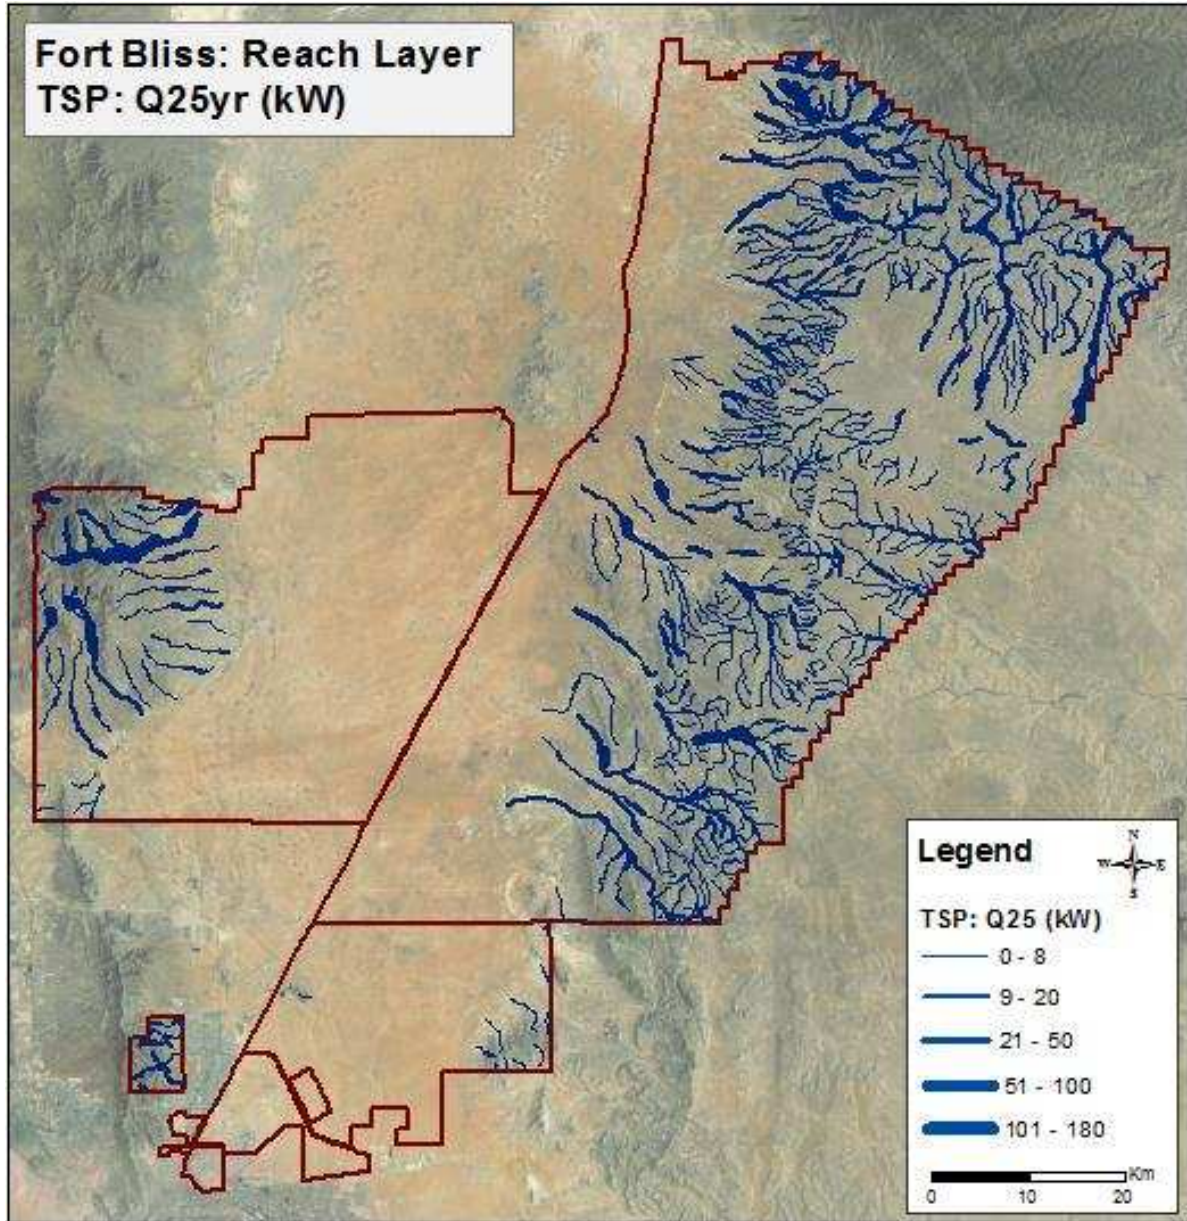 Fort Bliss: Reach Layer
TSP: Q25yr (kW)
Legend
N
W E
S
TSP: Q25 (kW)
0 - 8
9 - 20
21 - 50
51 - 100
101 - 180
Km
0 10 20